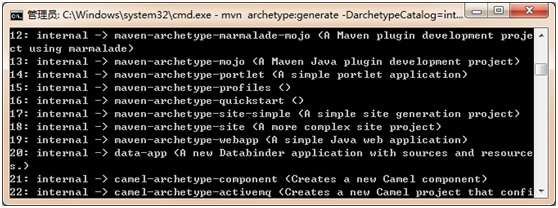 管理员: C:\Windows\system32\cmd.exe - mvn  archetype:generate -DarchetypeCatalog=int...
12: internal -> maven-archetype-marmalade-mojo (A Maven plugin development proje
ct using marmalade)
13: internal -> maven-archetype-mojo (A Maven Java plugin development project)
14: internal -> maven-archetype-portlet (A simple portlet application)
15: internal -> maven-archetype-profiles ()
16: internal -> maven-archetype-quickstart ()
17: internal -> maven-archetype-site-simple (A simple site generation project)
18: internal -> maven-archetype-site (A more complex site project)
19: internal -> maven-archetype-webapp (A simple Java web application)
20: internal -> data-app (A new Databinder application with sources and resource
s.)
21: internal -> camel-archetype-component (Creates a new Camel component)
22: internal -> camel-archetype-activemq (Creates a new Camel project that confi